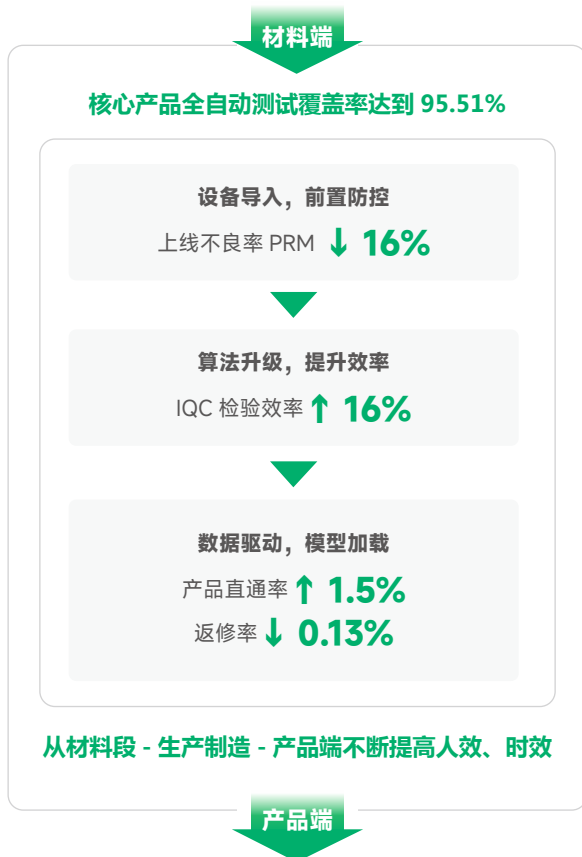 材料端
核心产品全自动测试覆盖率达到 95.51%
设备导入，前置防控
上线不良率 PRM ↓ 16%
算法升级，提升效率
IQC 检验效率 ↑ 16%
数据驱动，模型加载
产品直通率 ↑ 1.5%
返修率 ↓ 0.13%
从材料段 - 生产制造 - 产品端不断提高人效、时效
产品端